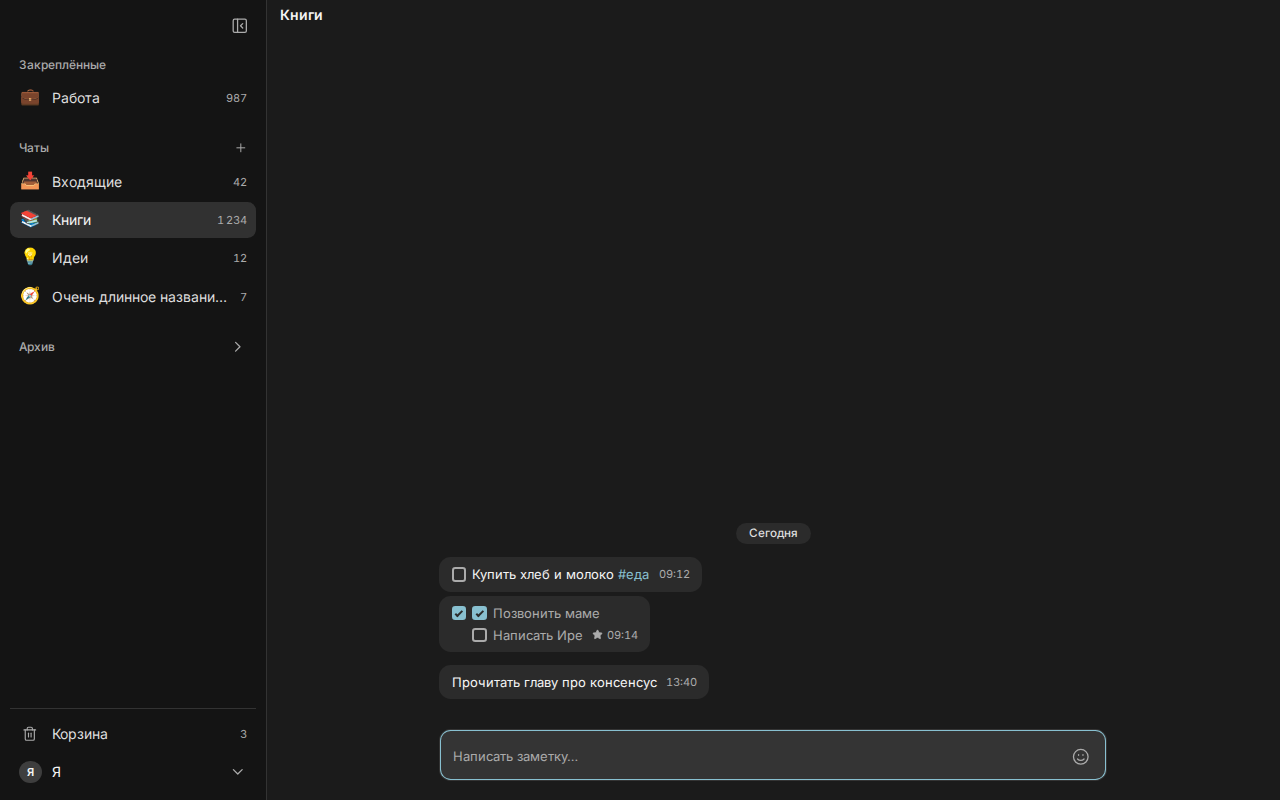 Книги
Закреплённые
Работа 987
Чаты
Входящие 42
Книги 1 234
Идеи 12
Очень длинное названи... 7
Архив
Сегодня
Купить хлеб и молоко #еда 09:12
Позвонить маме
Написать Ире 09:14
Прочитать главу про консенсус 13:40
Написать заметку...
Корзина 3
Я Я